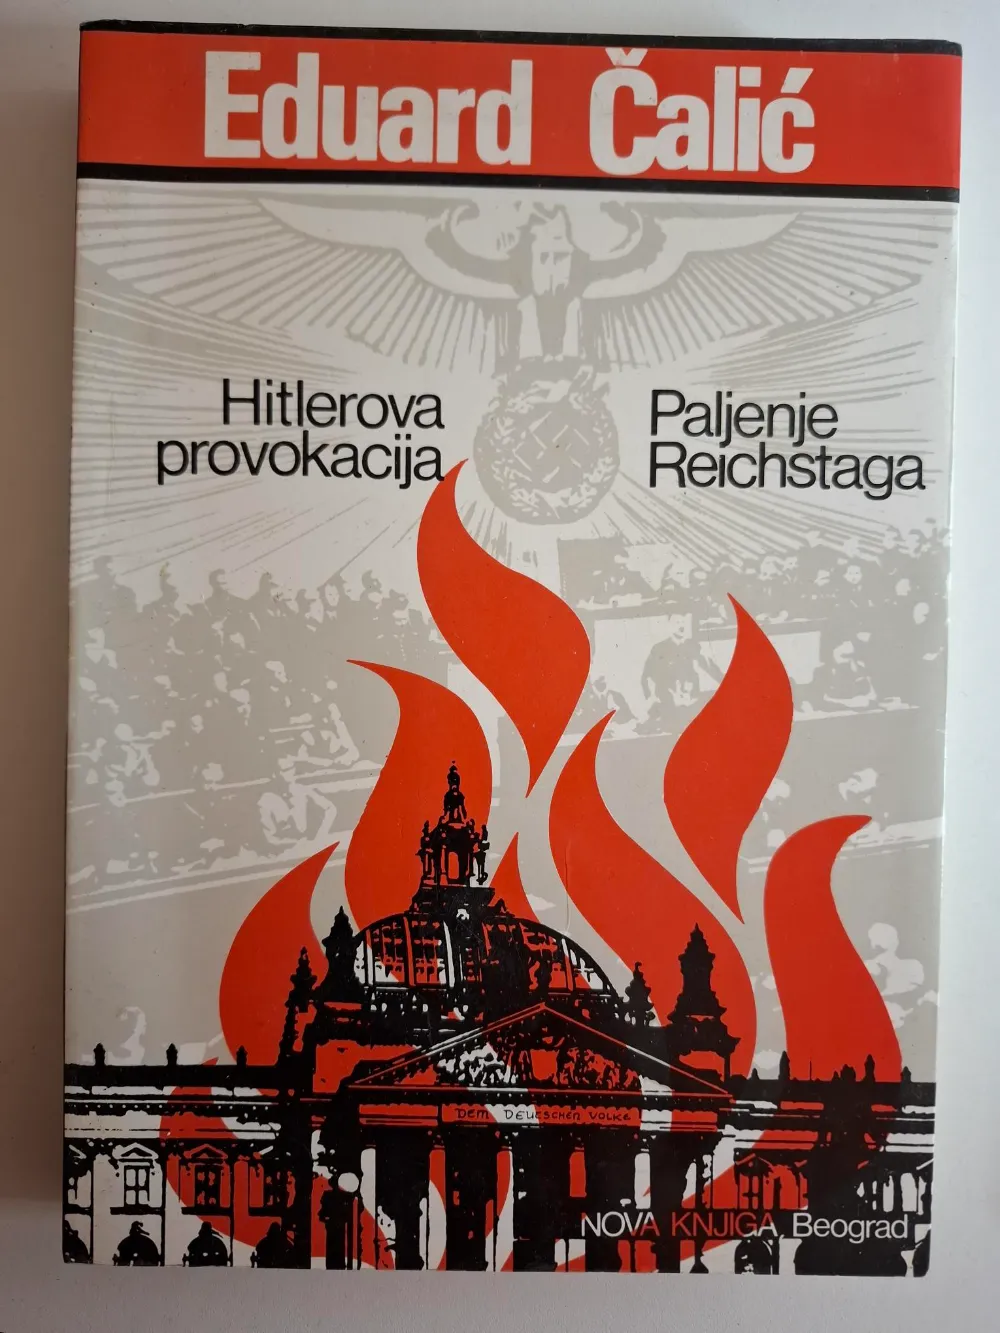 Eduard Čalić
Hitlerova
provokacija
Paljenje
Reichstaga
DEM DEUTSCHEN VOLKE
NOVA KNJIGA, Beograd